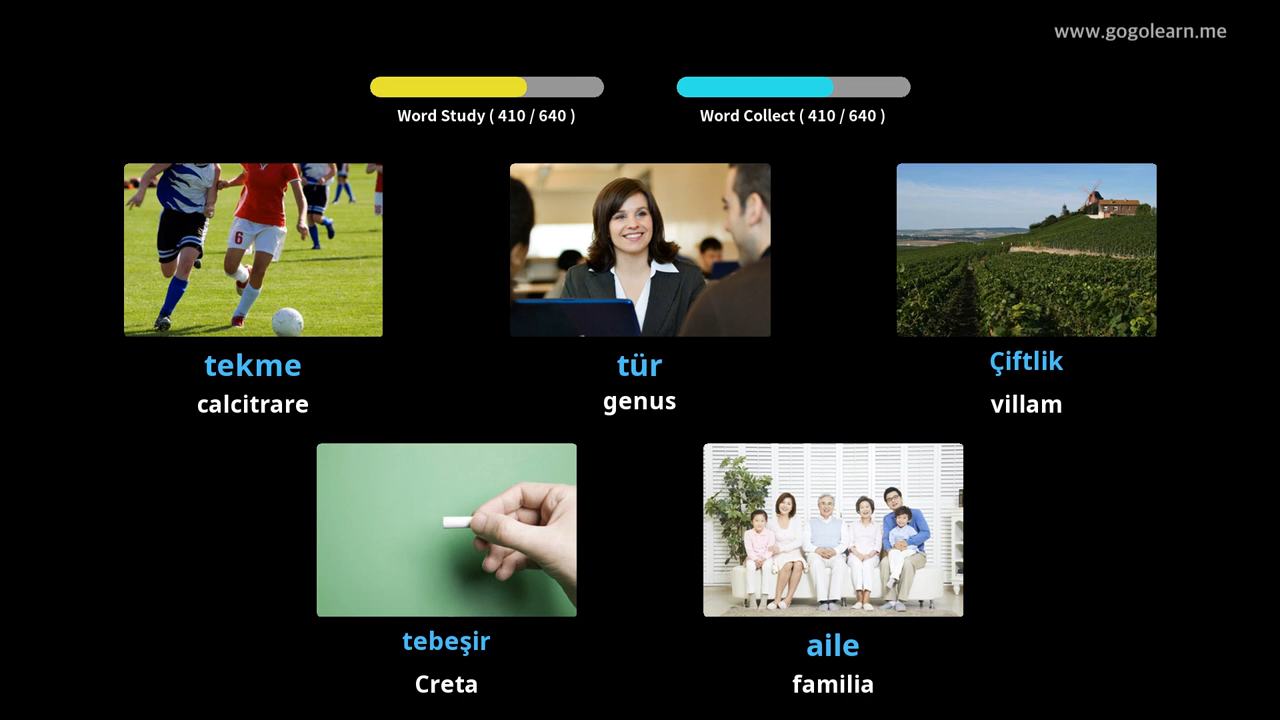 www.gogolearn.me
Word Study ( 410 / 640 )
Word Collect ( 410 / 640 )
tekme
calcitrare
tür
genus
Çiftlik
villam
tebeşir
Creta
aile
familia